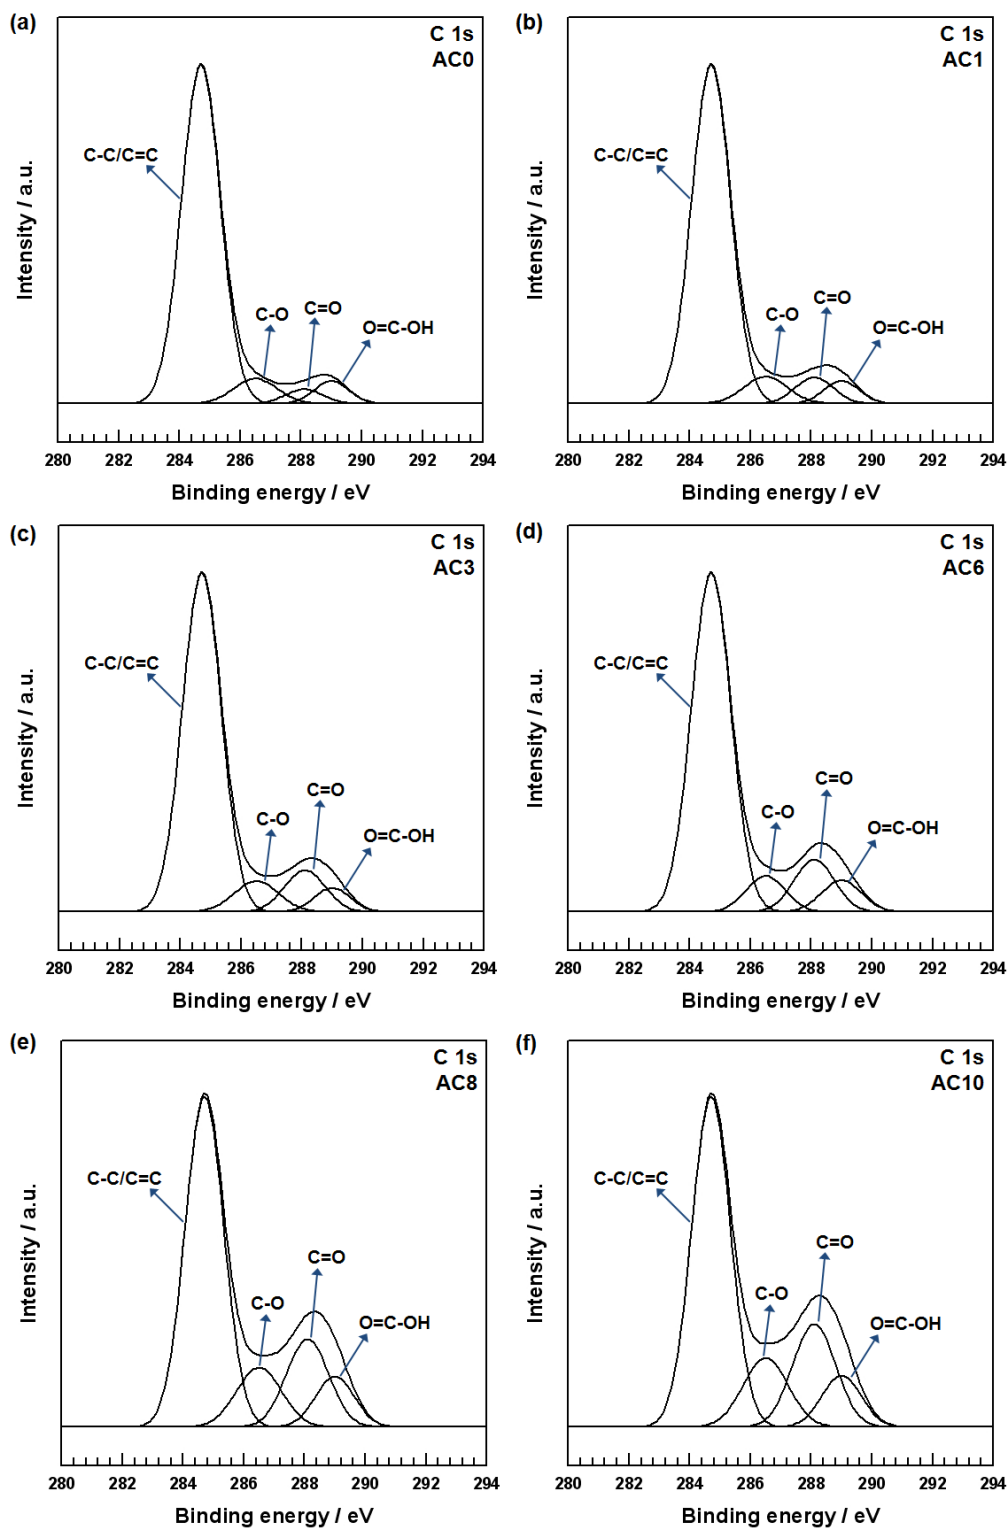 (a)
C 1s
AC0
C-C/C=C
C-O
C=O
O=C-OH
Intensity / a.u.
280 282 284 286 288 290 292 294
Binding energy / eV
(b)
C 1s
AC1
C-C/C=C
C-O
C=O
O=C-OH
Intensity / a.u.
280 282 284 286 288 290 292 294
Binding energy / eV
(c)
C 1s
AC3
C-C/C=C
C-O
C=O
O=C-OH
Intensity / a.u.
280 282 284 286 288 290 292 294
Binding energy / eV
(d)
C 1s
AC6
C-C/C=C
C-O
C=O
O=C-OH
Intensity / a.u.
280 282 284 286 288 290 292 294
Binding energy / eV
(e)
C 1s
AC8
C-C/C=C
C-O
C=O
O=C-OH
Intensity / a.u.
280 282 284 286 288 290 292 294
Binding energy / eV
(f)
C 1s
AC10
C-C/C=C
C-O
C=O
O=C-OH
Intensity / a.u.
280 282 284 286 288 290 292 294
Binding energy / eV